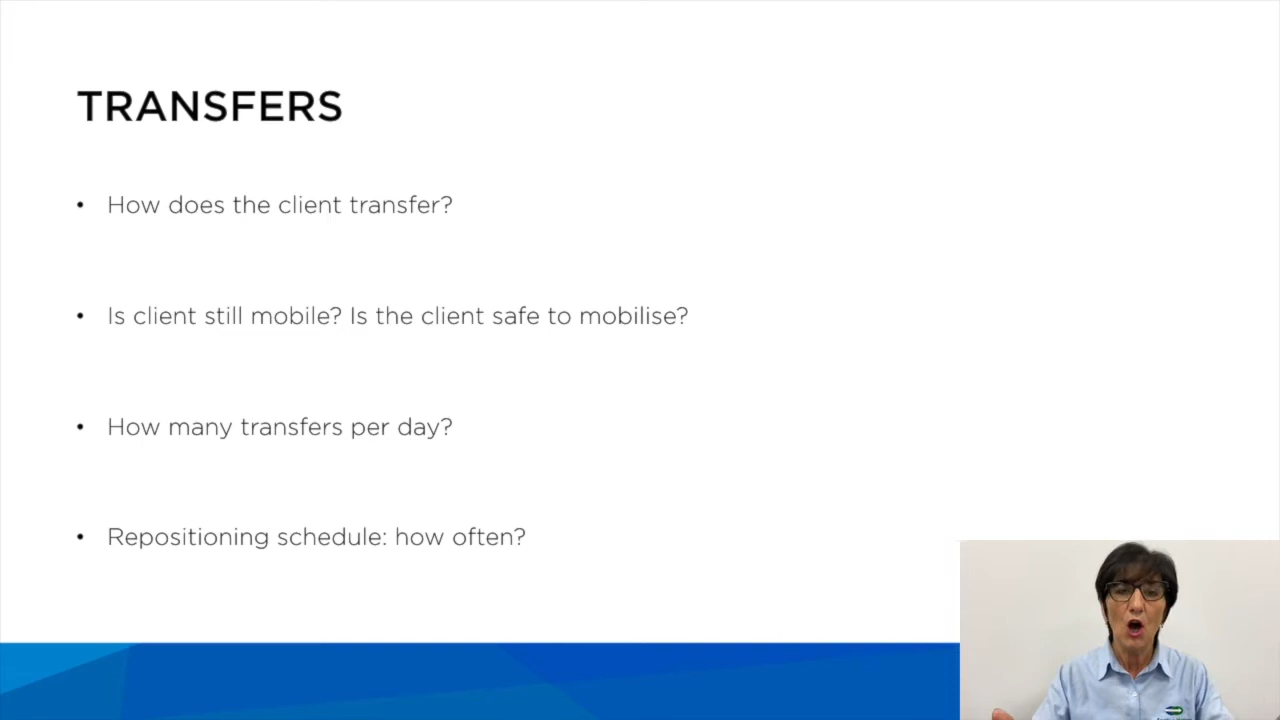 TRANSFERS
• How does the client transfer?
• Is client still mobile? Is the client safe to mobilise?
• How many transfers per day?
• Repositioning schedule: how often?